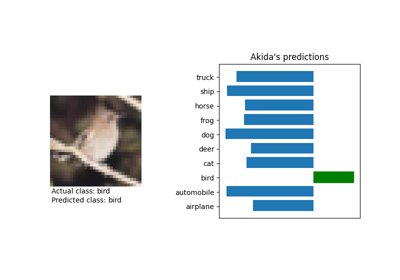 Akida's predictions
truck
ship
horse
frog
dog
deer
cat
bird
automobile
airplane
Actual class: bird
Predicted class: bird